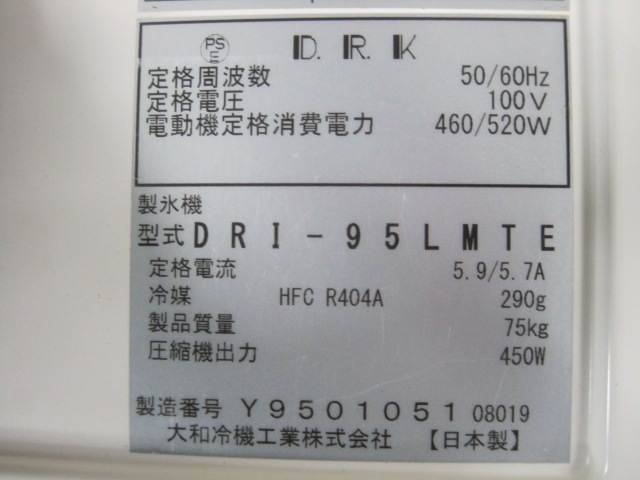 PS
E
D. R. K
定格周波数 50/60Hz
定格電圧 100V
電動機定格消費電力 460/520W
製氷機
型式 DRI-95LMTE
定格電流 5.9/5.7A
冷媒 HFC R404A 290g
製品質量 75kg
圧縮機出力 450W
製造番号 Y9501051 08019
大和冷機工業株式会社 【日本製】